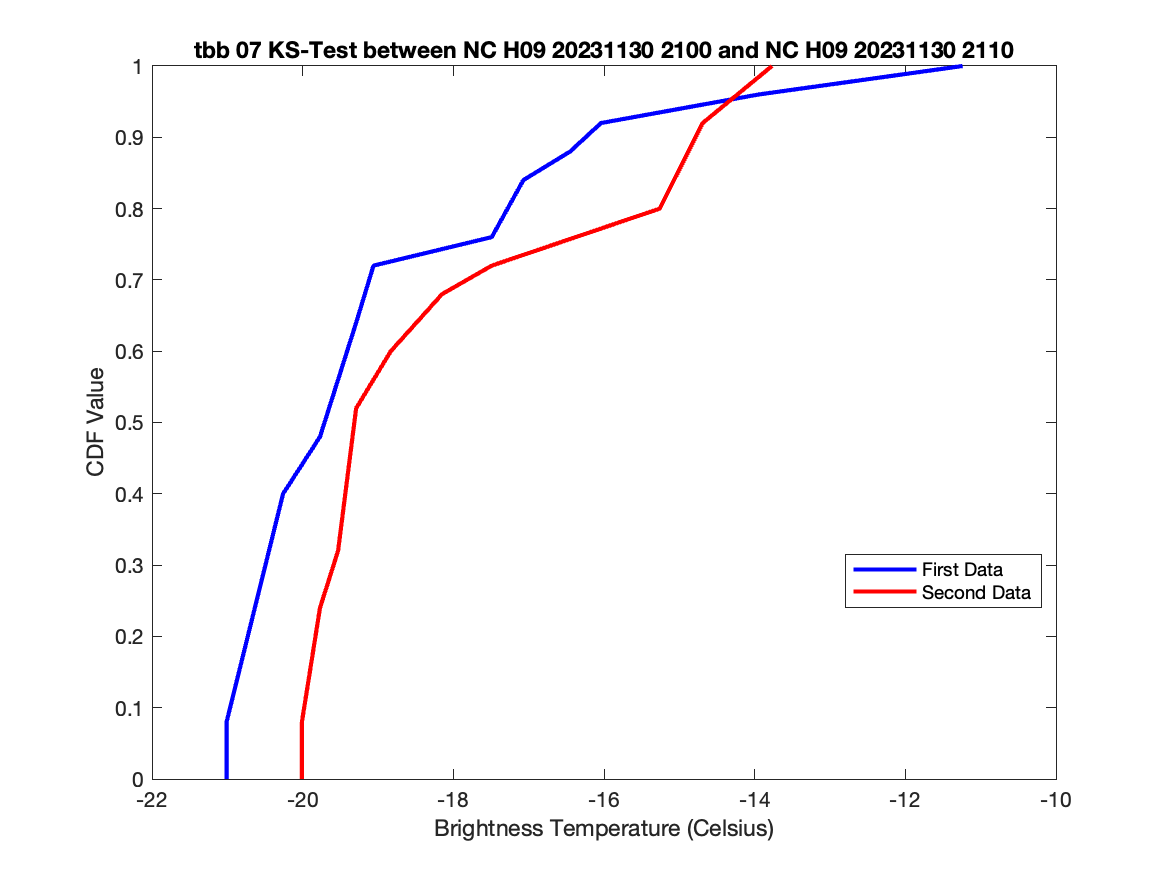 tbb 07 KS-Test between NC H09 20231130 2100 and NC H09 20231130 2110
1
0.9
0.8
0.7
0.6
0.5
0.4
0.3
0.2
0.1
0
CDF Value
First Data
Second Data
-22 -20 -18 -16 -14 -12 -10
Brightness Temperature (Celsius)